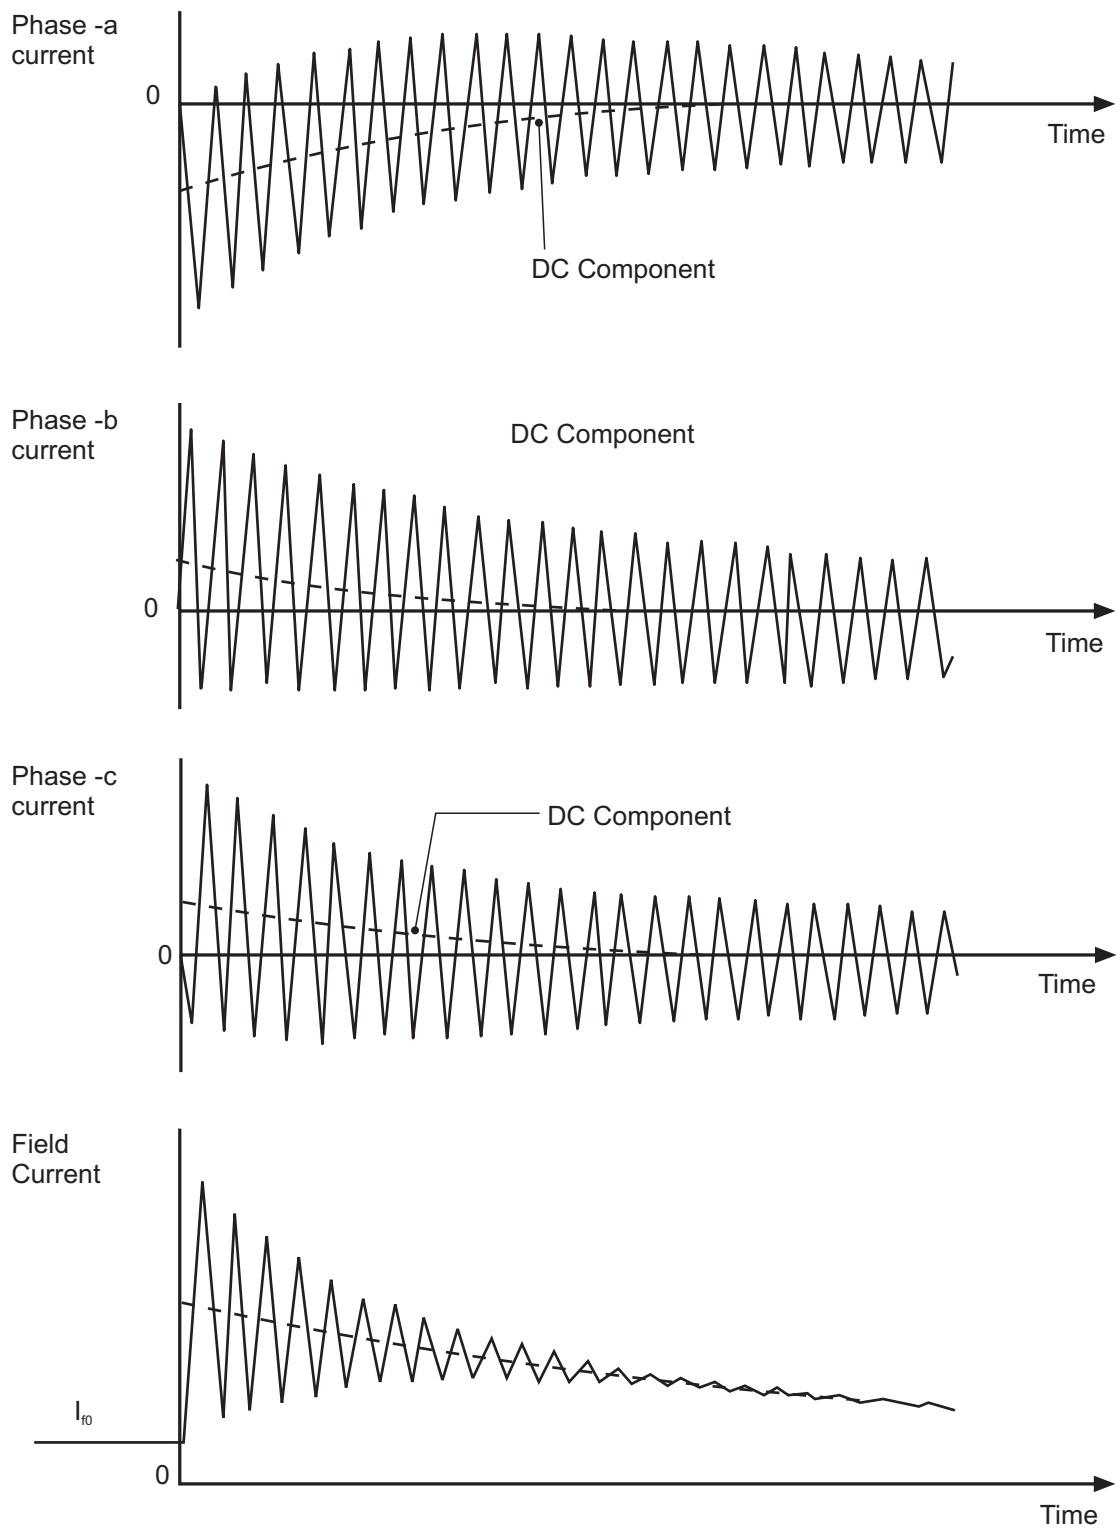 Phase -a
current
0
Time
DC Component
Phase -b
current
DC Component
0
Time
Phase -c
current
DC Component
0
Time
Field
Current
I_f0
0
Time